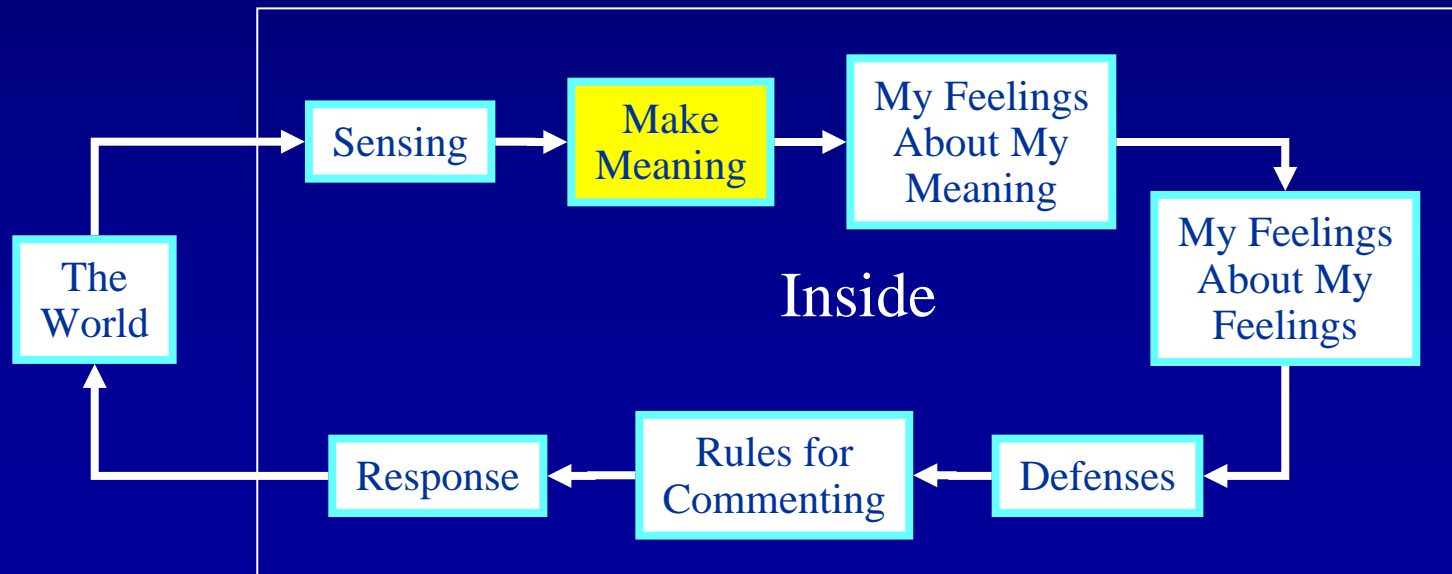 Sensing
Make
Meaning
My Feelings
About My
Meaning
My Feelings
About My
Feelings
The
World
Inside
Response
Rules for
Commenting
Defenses